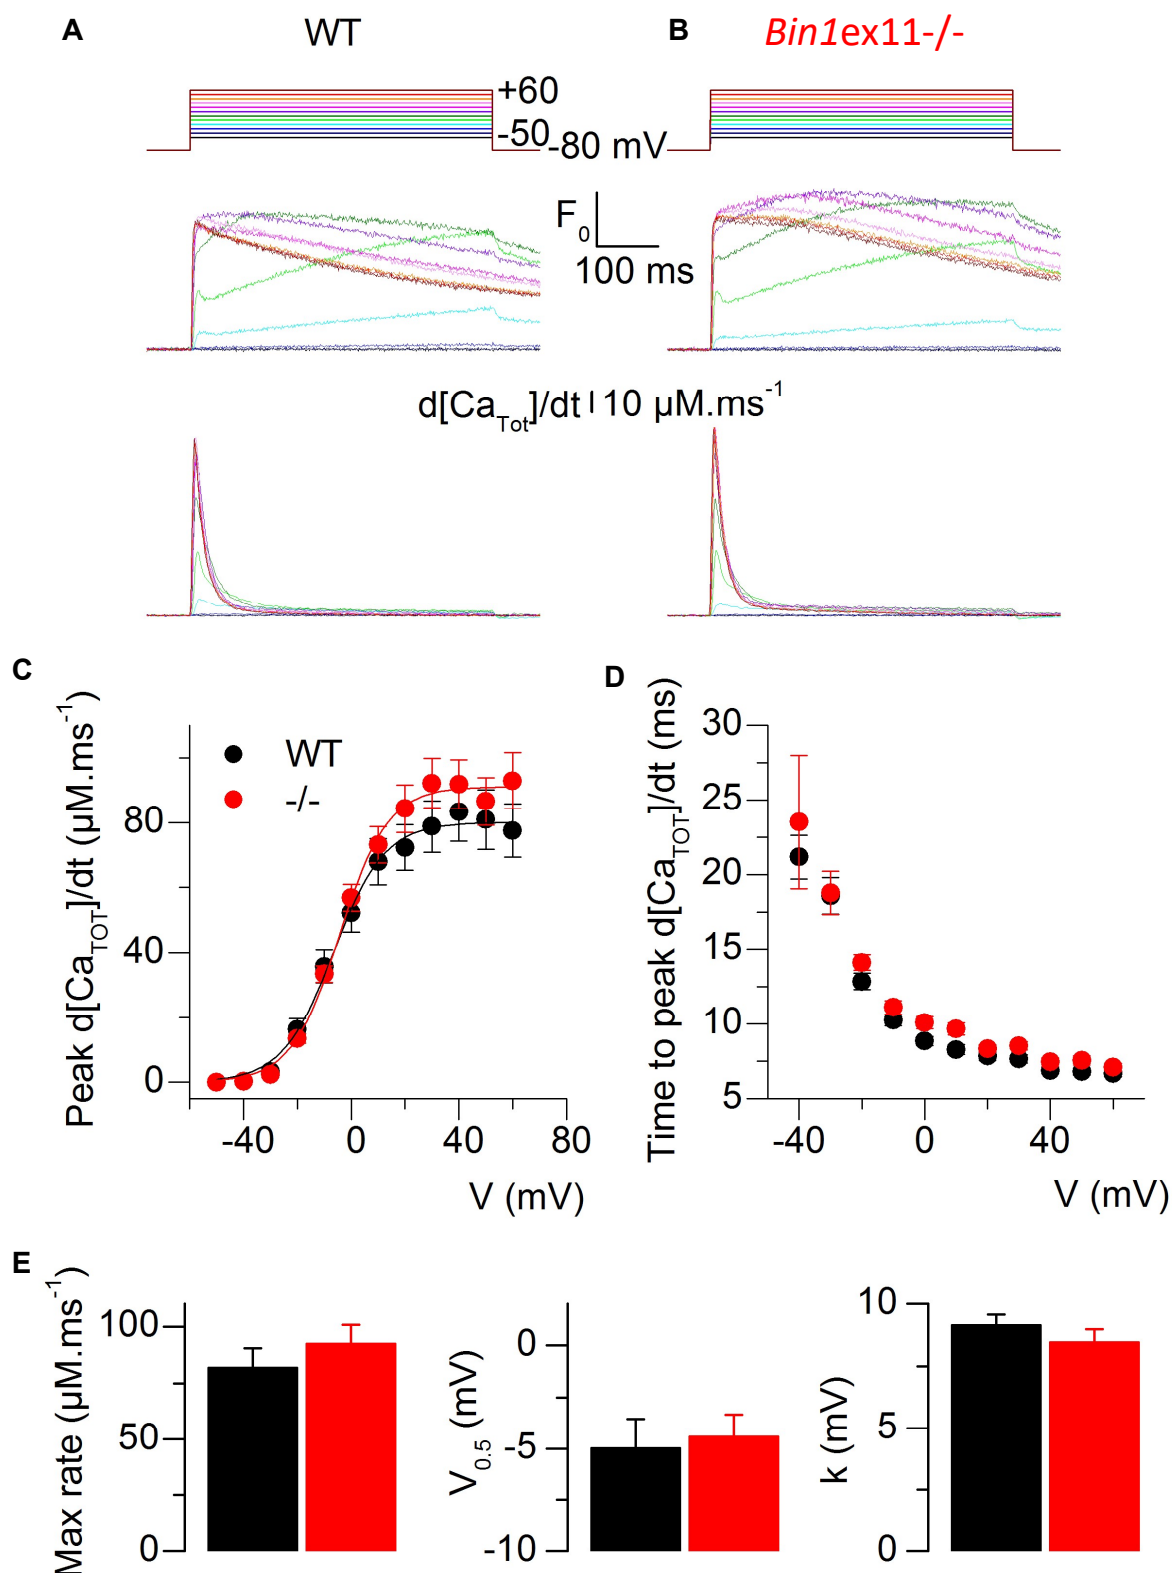 A WT B Bin1ex11-/-
+60
-50
-80 mV
F0
100 ms
d[CaTot]/dt 10 µM.ms-1
C
Peak d[CaTOT]/dt (µM.ms-1)
WT
-/-
80
40
0
-40 0 40 80
V (mV)
D
Time to peak d[CaTOT]/dt (ms)
30
25
20
15
10
5
-40 0 40
V (mV)
E
Max rate (µM.ms-1)
100
50
0
V0.5 (mV)
0
-5
-10
k (mV)
10
5
0